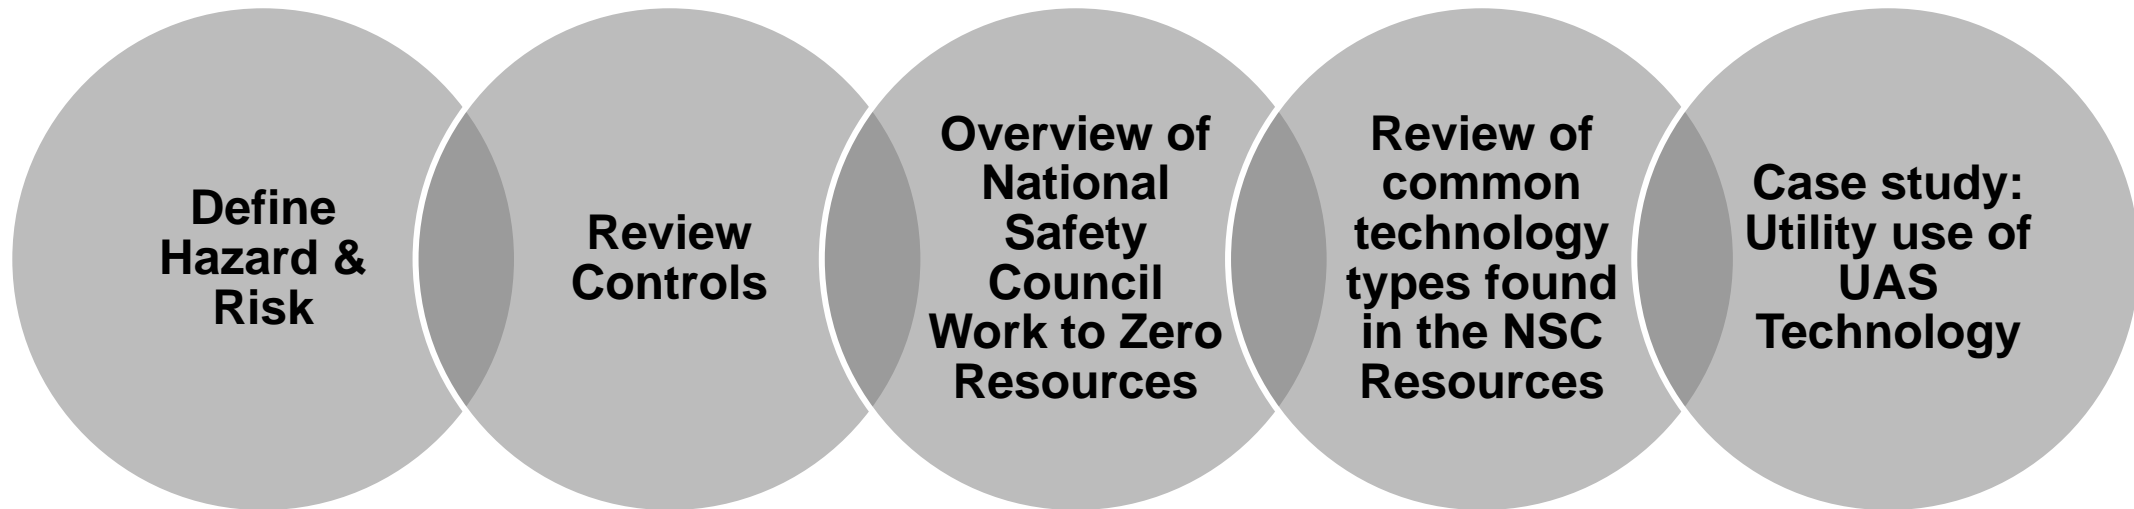 Define
Hazard &
Risk
Review
Controls
Overview of
National
Safety
Council
Work to Zero
Resources
Review of
common
technology
types found
in the NSC
Resources
Case study:
Utility use of
UAS
Technology